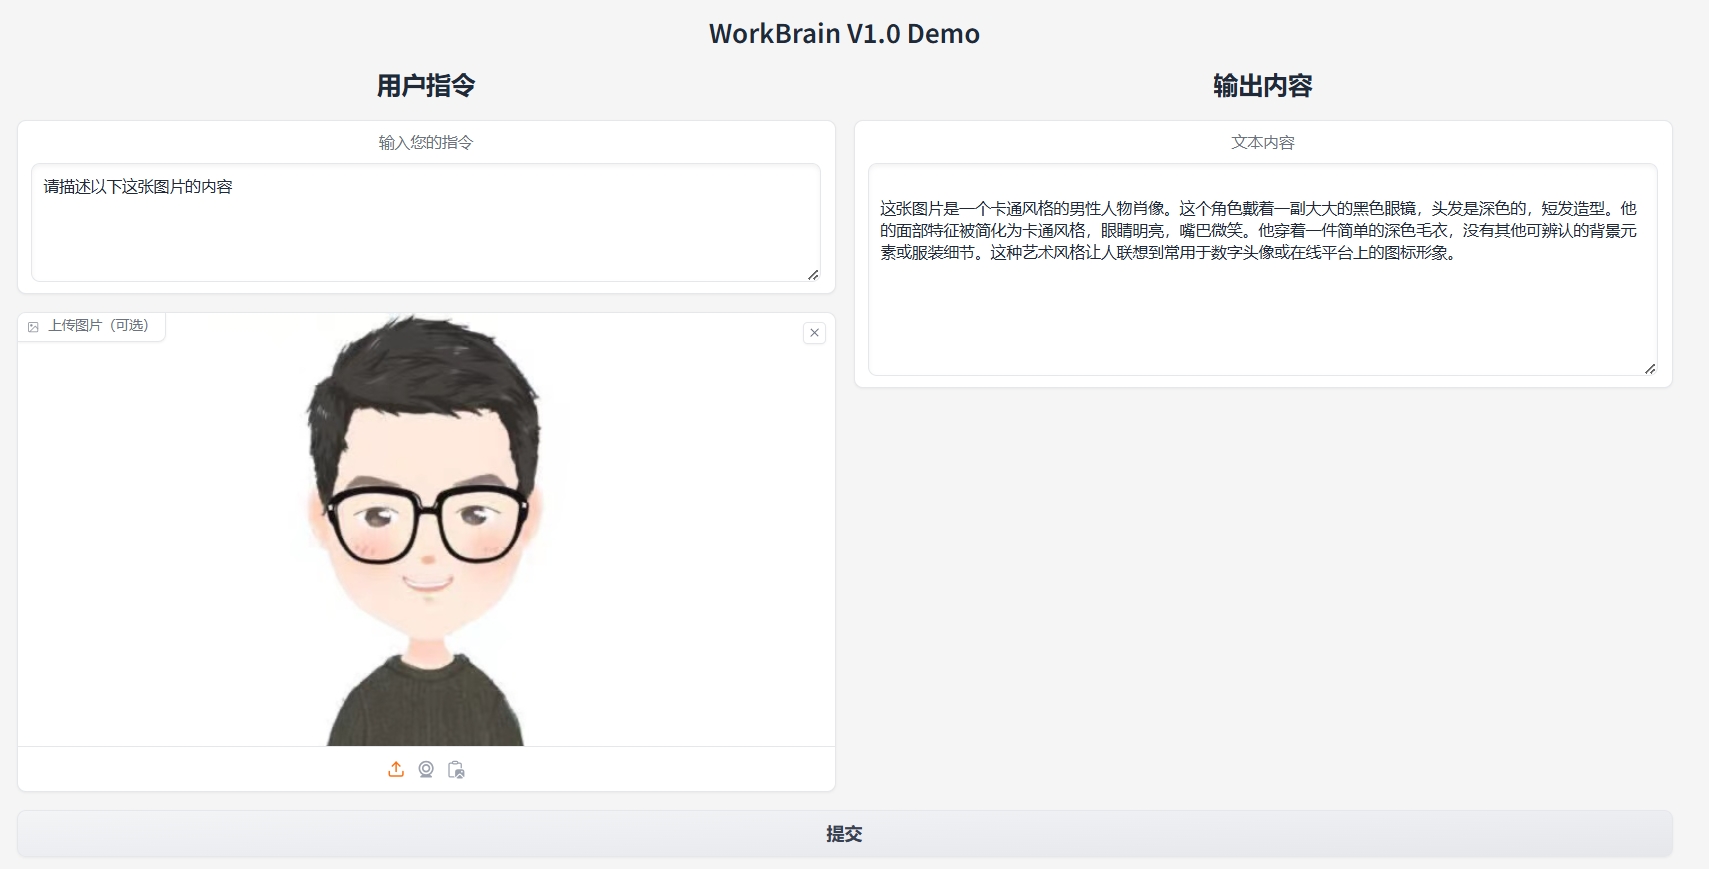 WorkBrain V1.0 Demo
用户指令
输入您的指令
请描述以下这张图片的内容
上传图片（可选）
输出内容
文本内容
这张图片是一个卡通风格的男性人物肖像。这个角色戴着一副大大的黑色眼镜，头发是深色的，短发造型。他
的面部特征被简化为卡通风格，眼睛明亮，嘴巴微笑。他穿着一件简单的深色毛衣，没有其他可辨认的背景元
素或服装细节。这种艺术风格让人联想到常用于数字头像或在线平台上的图标形象。
提交